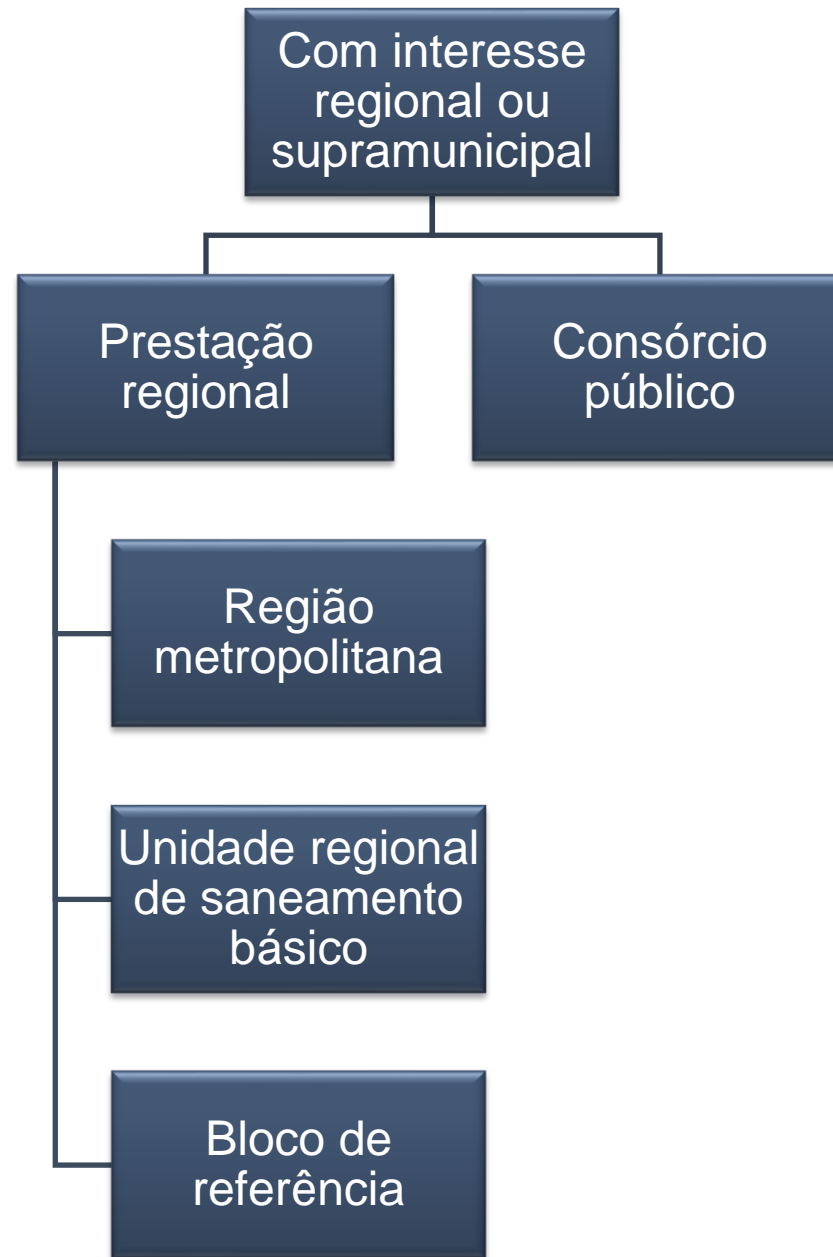 Com interesse
regional ou
supramunicipal
Prestação
regional
Consórcio
público
Região
metropolitana
Unidade regional
de saneamento
básico
Bloco de
referência